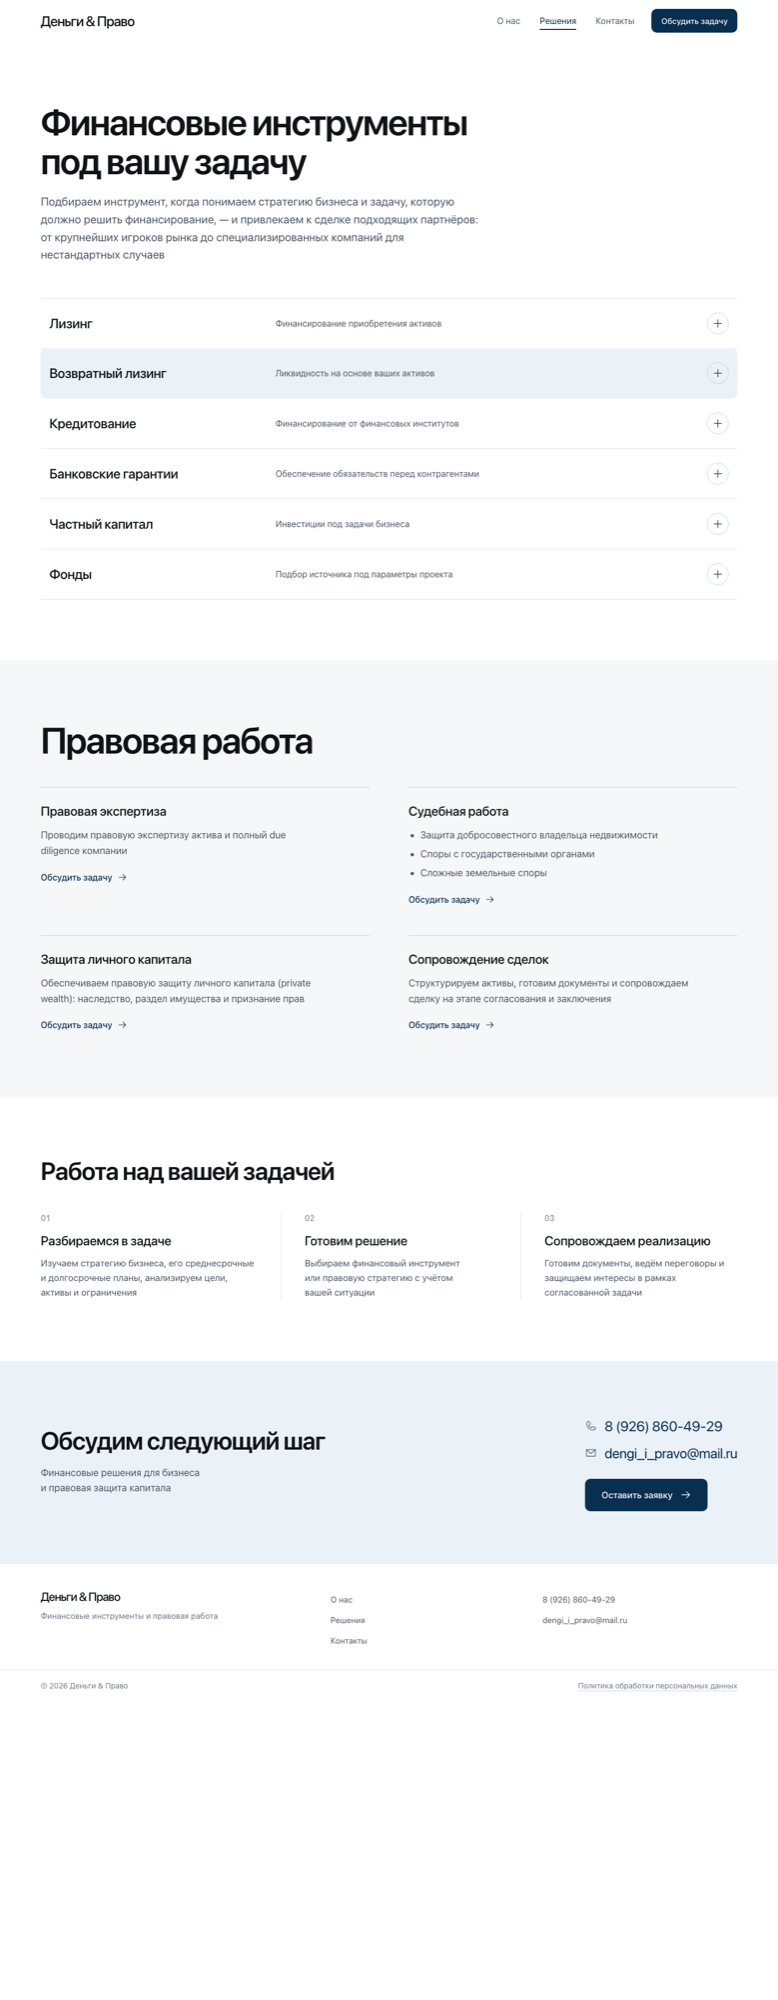 Деньги & Право
О нас
Решения
Контакты
Обсудить задачу
Финансовые инструменты
под вашу задачу
Подбираем инструмент, когда понимаем стратегию бизнеса и задачу, которую
должно решить финансирование, — и привлекаем к сделке подходящих партнёров:
от крупнейших игроков рынка до специализированных компаний для
нестандартных случаев
Лизинг
Финансирование приобретения активов
Возвратный лизинг
Ликвидность на основе ваших активов
Кредитование
Финансирование от финансовых институтов
Банковские гарантии
Обеспечение обязательств перед контрагентами
Частный капитал
Инвестиции под задачи бизнеса
Фонды
Подбор источника под параметры проекта
Правовая работа
Правовая экспертиза
Проводим правовую экспертизу актива и полный due
diligence компании
Обсудить задачу →
Судебная работа
• Защита добросовестного владельца недвижимости
• Споры с государственными органами
• Сложные земельные споры
Обсудить задачу →
Защита личного капитала
Обеспечиваем правовую защиту личного капитала (private
wealth): наследство, раздел имущества и признание прав
Обсудить задачу →
Сопровождение сделок
Структурируем активы, готовим документы и сопровождаем
сделку на этапе согласования и заключения
Обсудить задачу →
Работа над вашей задачей
01
Разбираемся в задаче
Изучаем стратегию бизнеса, его среднесрочные
и долгосрочные планы, анализируем цели,
активы и ограничения
02
Готовим решение
Выбираем финансовый инструмент
или правовую стратегию с учётом
вашей ситуации
03
Сопровождаем реализацию
Готовим документы, ведём переговоры и
защищаем интересы в рамках
согласованной задачи
Обсудим следующий шаг
Финансовые решения для бизнеса
и правовая защита капитала
8 (926) 860-49-29
dengi_i_pravo@mail.ru
Оставить заявку →
Деньги & Право
Финансовые инструменты и правовая работа
О нас
Решения
Контакты
8 (926) 860-49-29
dengi_i_pravo@mail.ru
© 2026 Деньги & Право
Политика обработки персональных данных